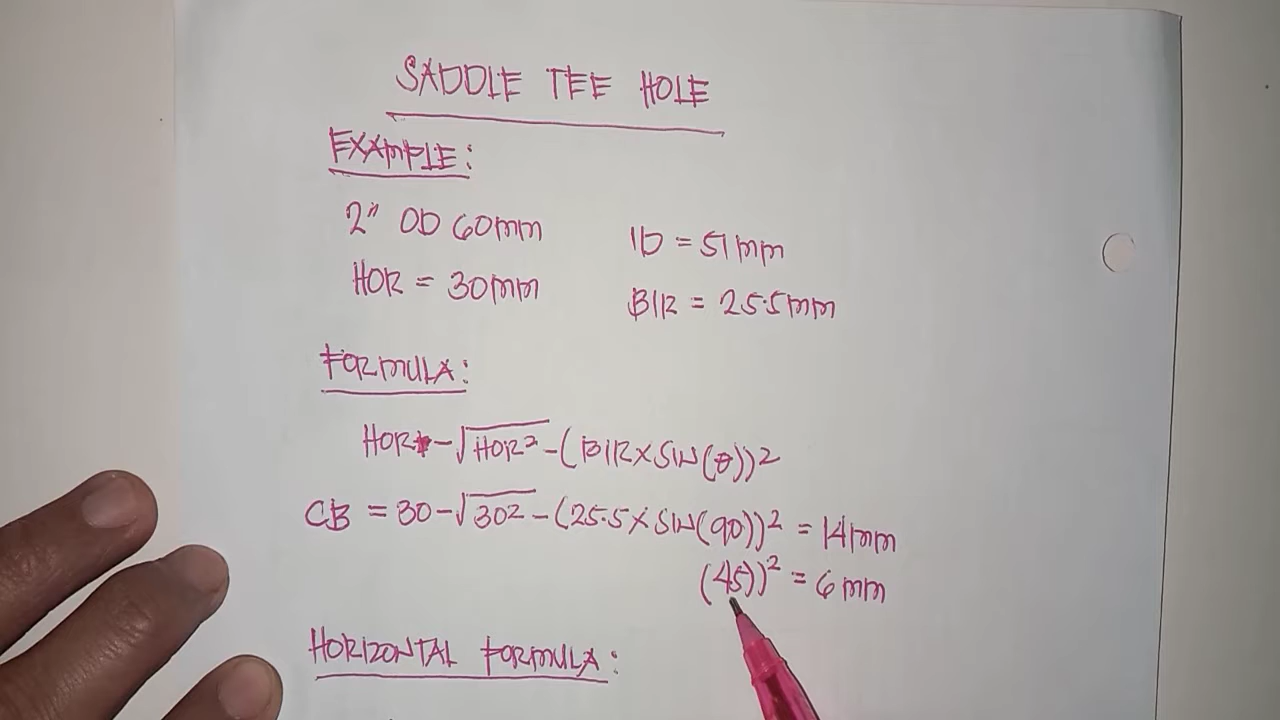 SADDLE TEE HOLE
EXAMPLE:
2" OD 60mm ID = 51mm
HOR = 30mm BIR = 25.5mm
FORMULA:
HOR - √HOR² - (BIR x SIN(θ))²
CB = 30 - √30² - (25.5 x SIN(90))² = 14mm
(45))² = 6mm
HORIZONTAL FORMULA: